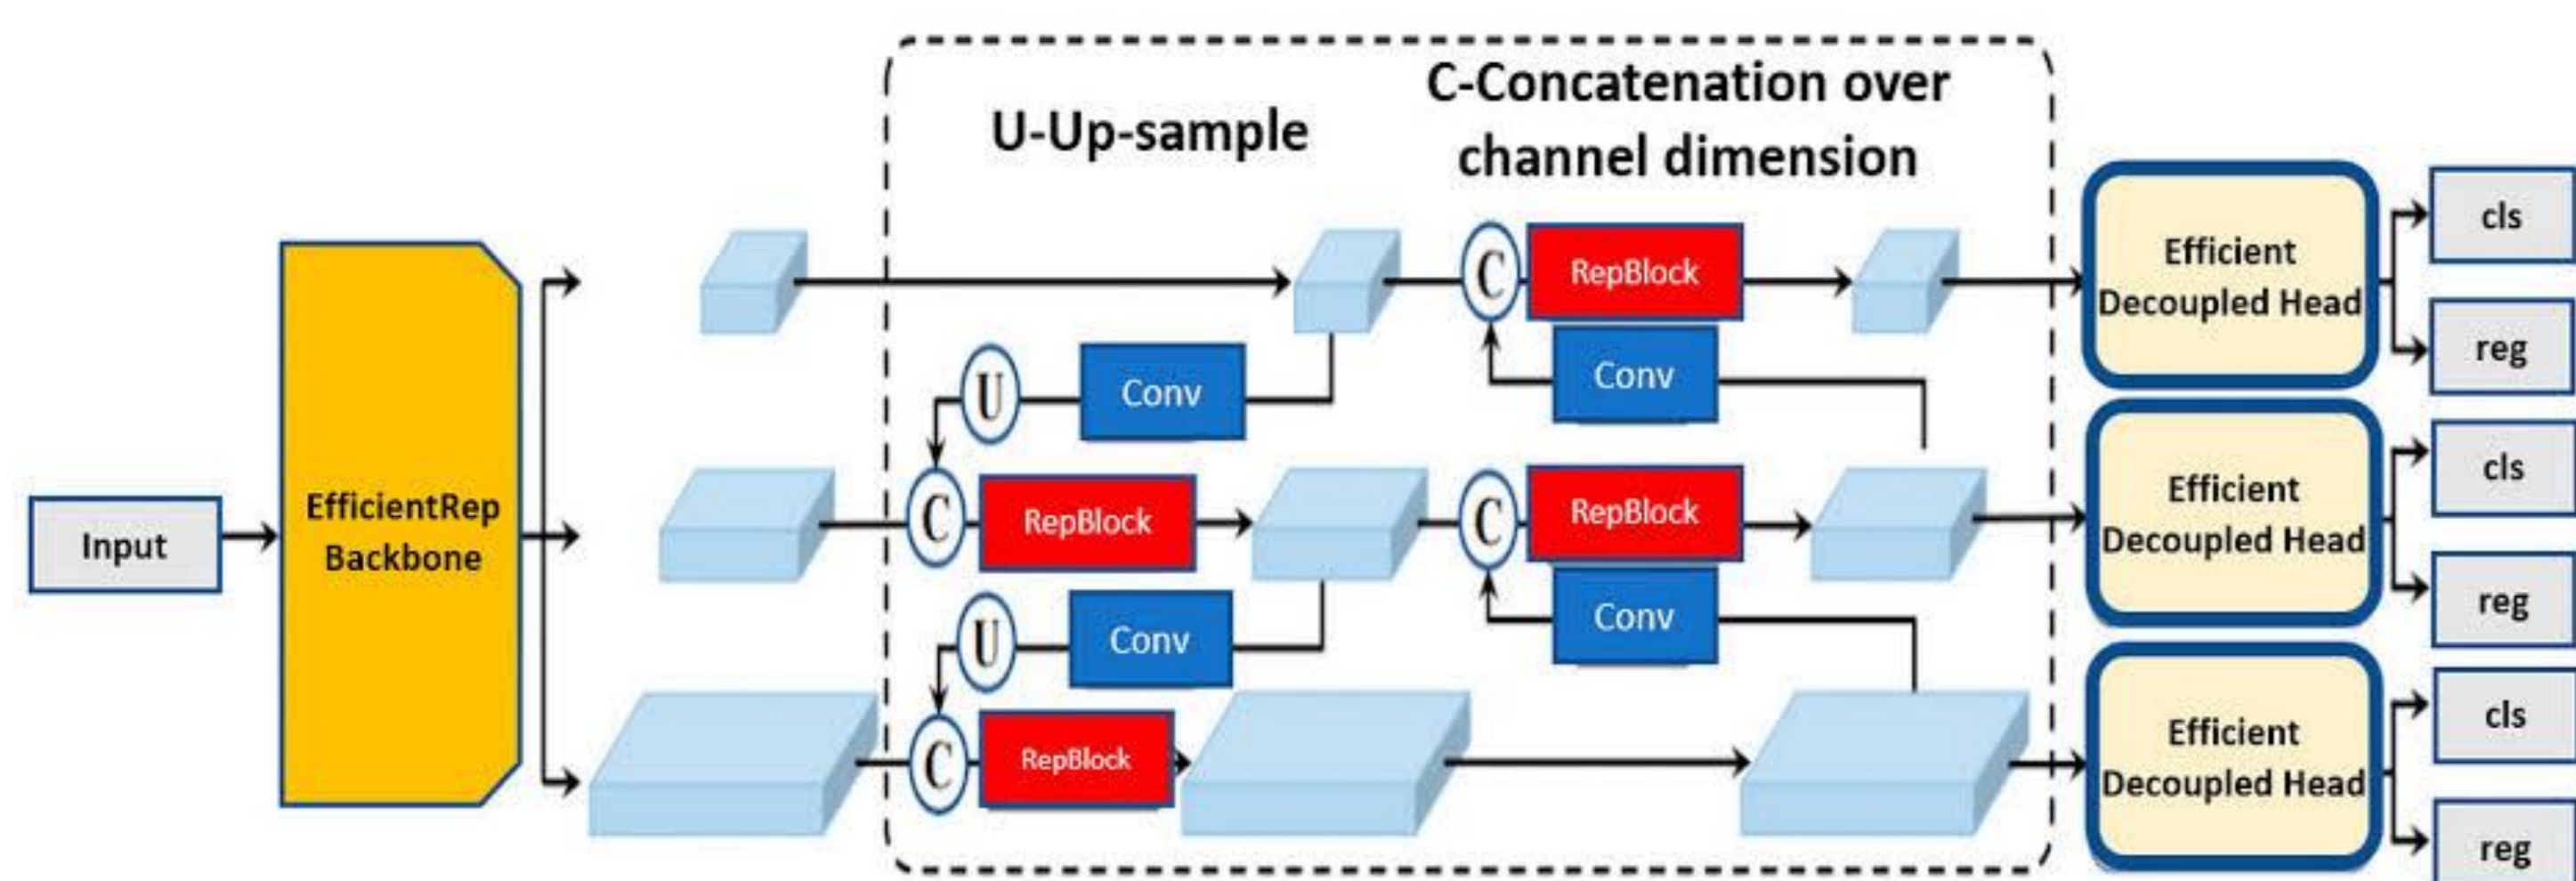 U-Up-sample
C-Concatenation over
channel dimension
Input
EfficientRep
Backbone
C
RepBlock
U
Conv
Conv
C
RepBlock
C
RepBlock
U
Conv
Conv
C
RepBlock
Efficient
Decoupled Head
cls
reg
Efficient
Decoupled Head
cls
reg
Efficient
Decoupled Head
cls
reg